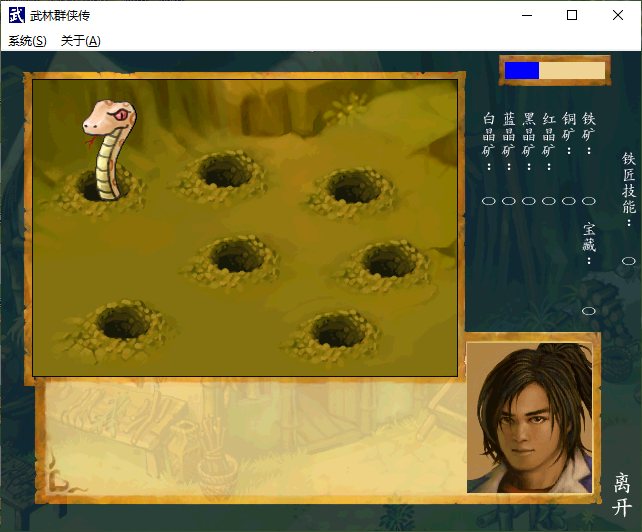 武 武林群侠传
系统(S) 关于(A)
铁匠技能：○
铁矿：○
宝藏：○
铜矿：○
红晶矿：○
黑晶矿：○
蓝晶矿：○
白晶矿：○
离开